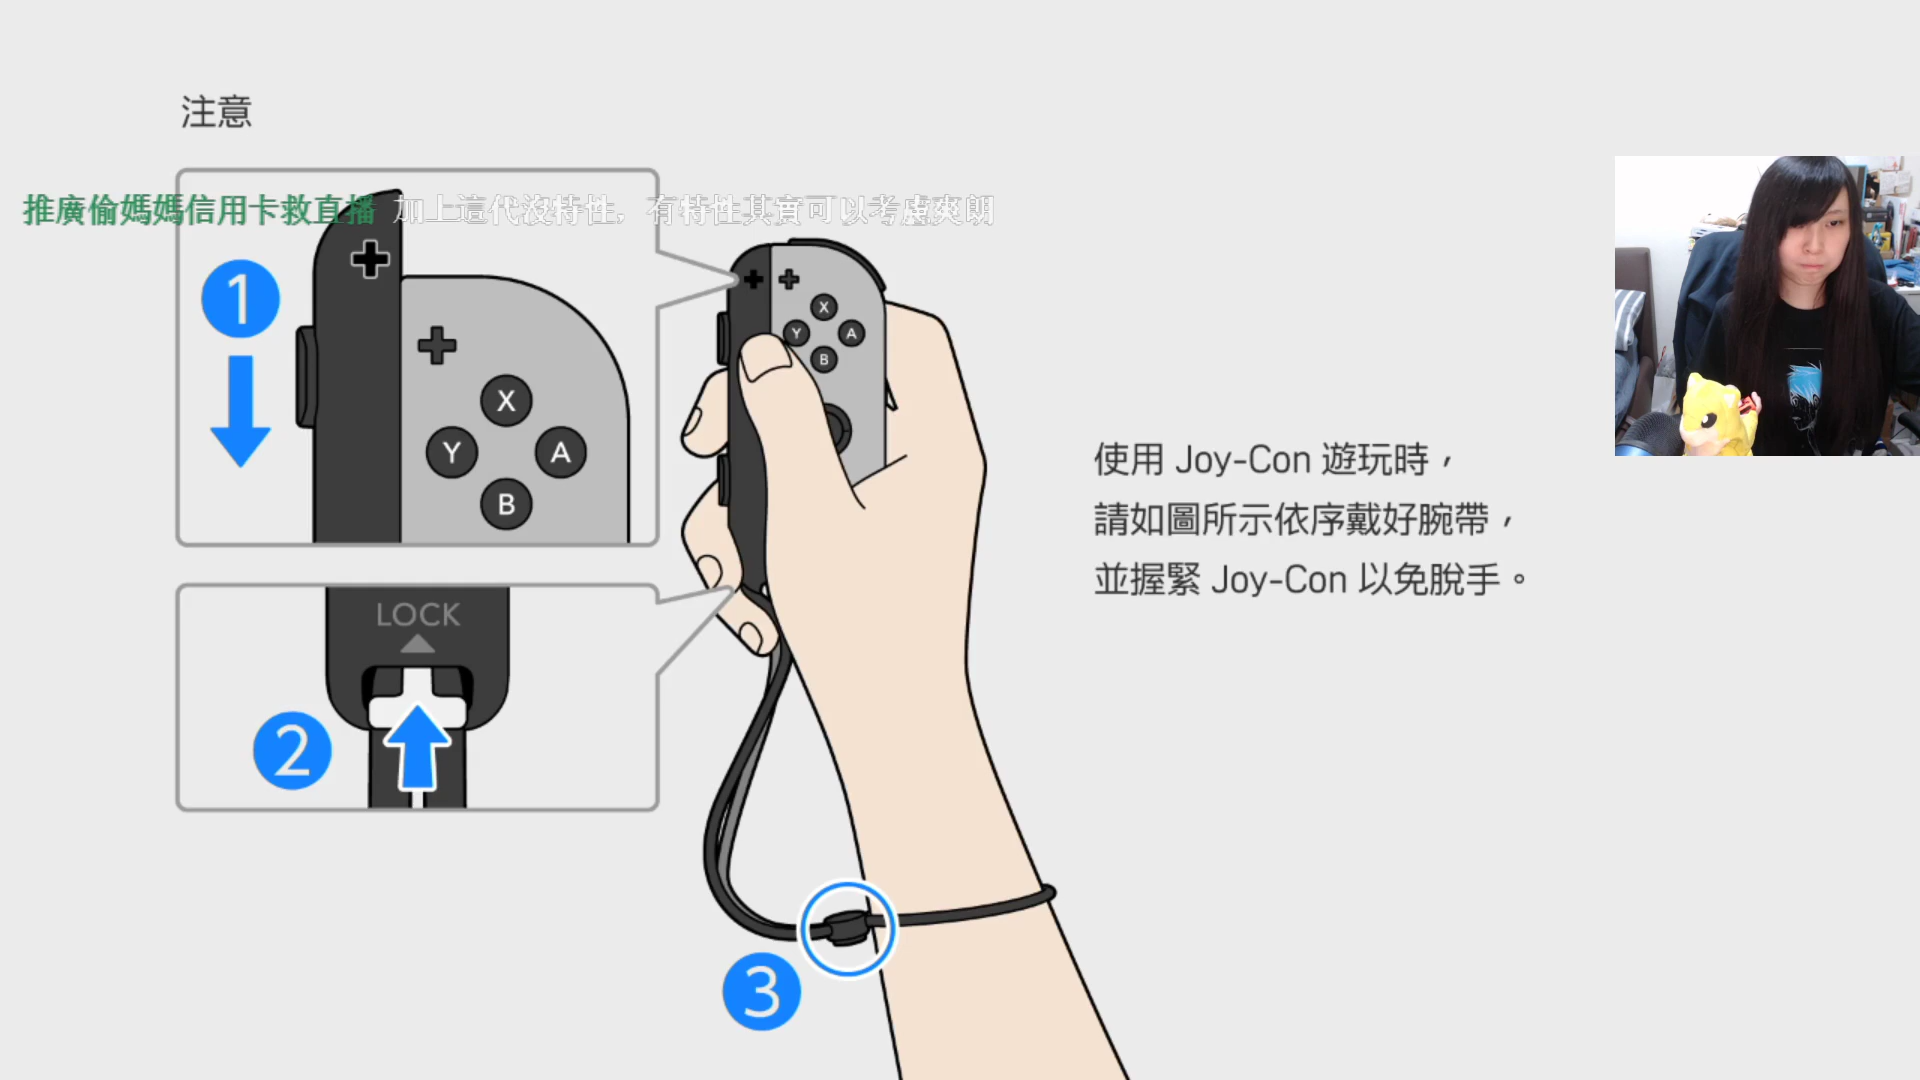 注意
推廣偷媽媽信用卡救直播 加上這代沒特性，有特性其實可以考慮爽朗
1
X
Y
A
B
X
Y
A
B
使用 Joy-Con 遊玩時，
請如圖所示依序戴好腕帶，
並握緊 Joy-Con 以免脫手。
LOCK
2
3